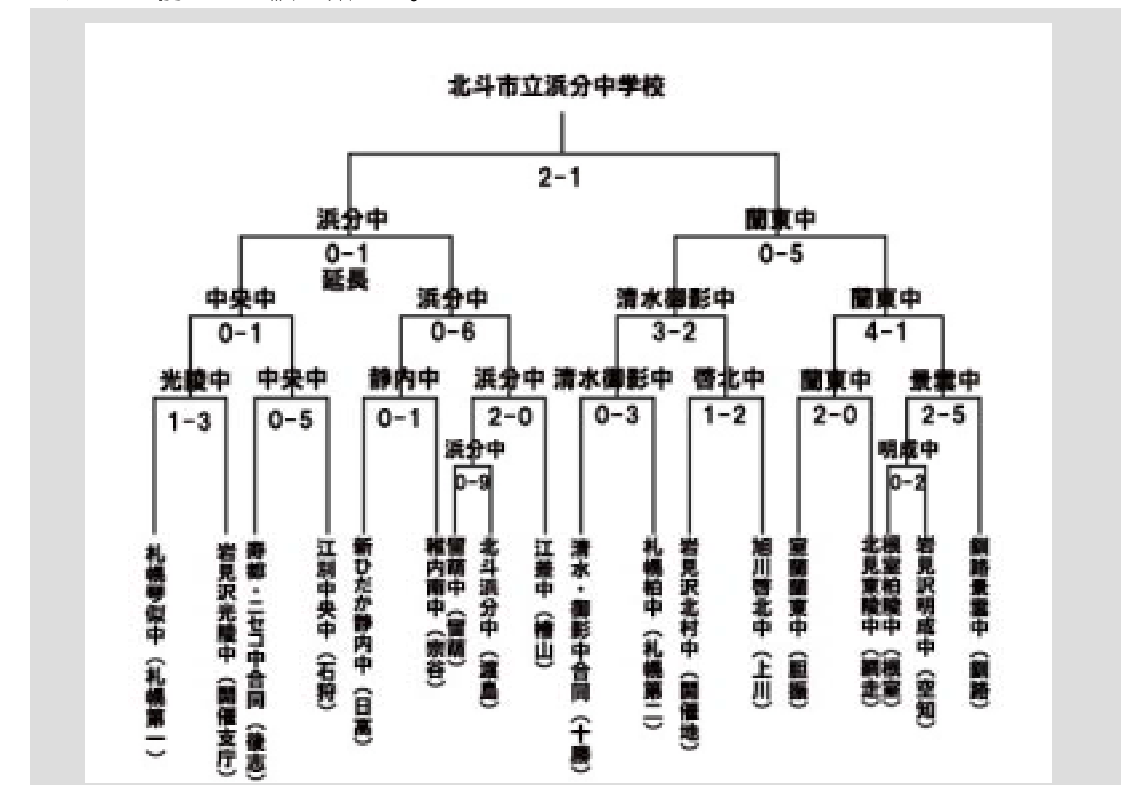 北斗市立浜分中学校
2-1
浜分中
蘭東中
0-1
延長
0-5
中央中
浜分中
清水御影中
蘭東中
0-1
0-6
3-2
4-1
光陵中
中央中
静内中
浜分中
清水御影中
啓北中
蘭東中
景雲中
1-3
0-5
0-1
2-0
0-3
1-2
2-0
2-5
浜分中
明成中
0-9
0-2
札幌琴似中（札幌第一）
岩見沢光陵中（開催支庁）
寿都・ニセコ中合同（後志）
江別中央中（石狩）
新ひだか静内中（日高）
稚内南中（宗谷）
留萌中（留萌）
北斗浜分中（渡島）
江差中（檜山）
清水・御影中合同（十勝）
札幌柏中（札幌第二）
岩見沢北村中（開催地）
旭川啓北中（上川）
室蘭蘭東中（胆振）
北見東陵中（網走）
根室柏陵中（根室）
岩見沢明成中（空知）
釧路景雲中（釧路）